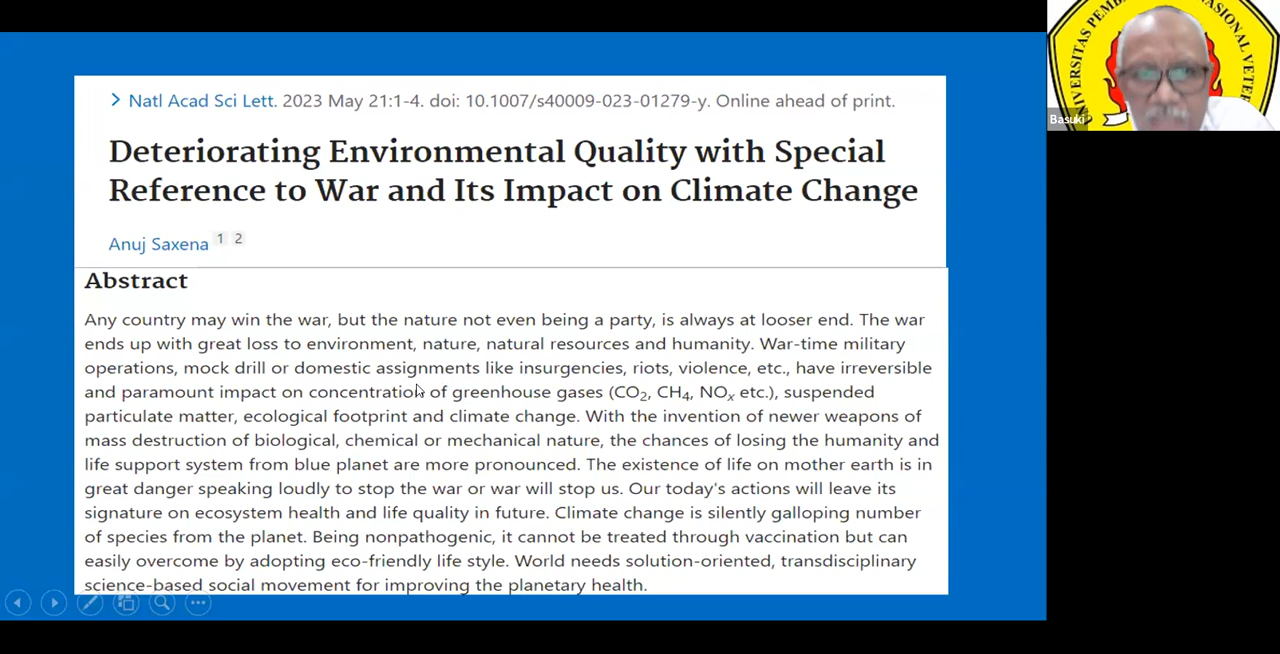 > Natl Acad Sci Lett. 2023 May 21:1-4. doi: 10.1007/s40009-023-01279-y. Online ahead of print.
Deteriorating Environmental Quality with Special
Reference to War and Its Impact on Climate Change
Anuj Saxena 1 2
Abstract
Any country may win the war, but the nature not even being a party, is always at looser end. The war
ends up with great loss to environment, nature, natural resources and humanity. War-time military
operations, mock drill or domestic assignments like insurgencies, riots, violence, etc., have irreversible
and paramount impact on concentration of greenhouse gases (CO₂, CH₄, NOₓ etc.), suspended
particulate matter, ecological footprint and climate change. With the invention of newer weapons of
mass destruction of biological, chemical or mechanical nature, the chances of losing the humanity and
life support system from blue planet are more pronounced. The existence of life on mother earth is in
great danger speaking loudly to stop the war or war will stop us. Our today's actions will leave its
signature on ecosystem health and life quality in future. Climate change is silently galloping number
of species from the planet. Being nonpathogenic, it cannot be treated through vaccination but can
easily overcome by adopting eco-friendly life style. World needs solution-oriented, transdisciplinary
science-based social movement for improving the planetary health.
UNIVERSITAS PEMB
ASIONAL VETE
Basuki